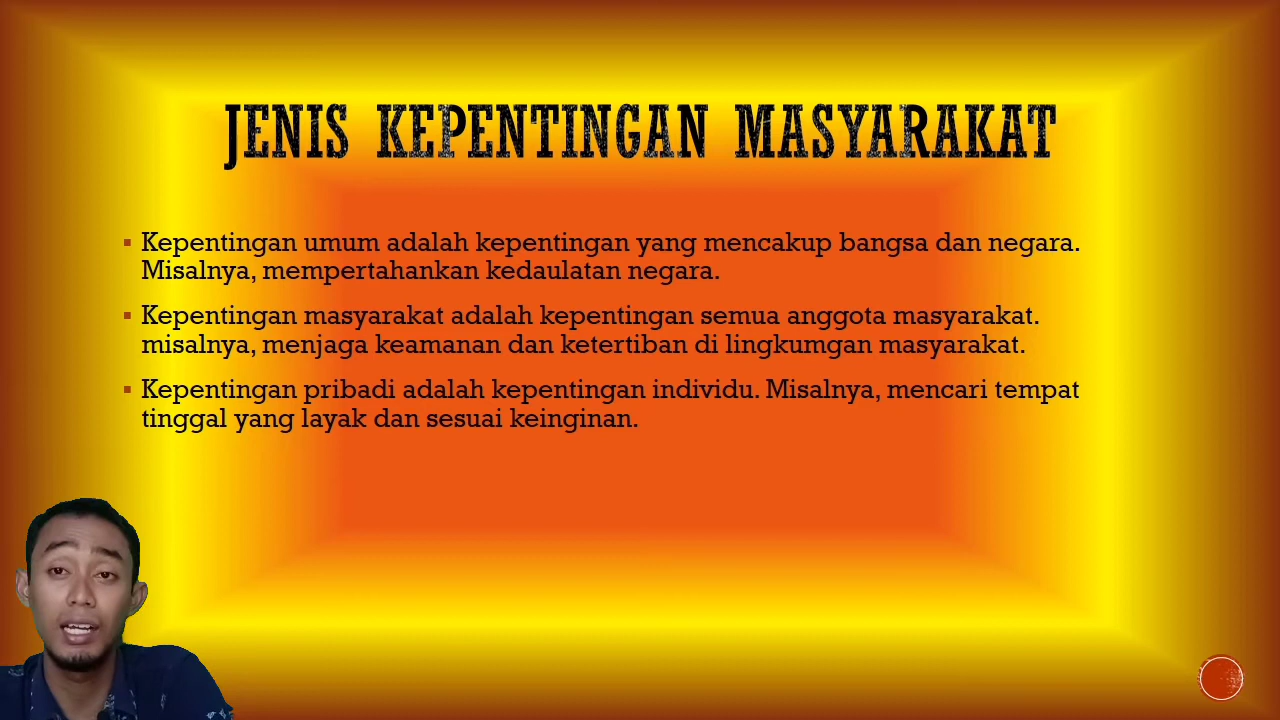 JENIS KEPENTINGAN MASYARAKAT
Kepentingan umum adalah kepentingan yang mencakup bangsa dan negara.
Misalnya, mempertahankan kedaulatan negara.
Kepentingan masyarakat adalah kepentingan semua anggota masyarakat.
misalnya, menjaga keamanan dan ketertiban di lingkumgan masyarakat.
Kepentingan pribadi adalah kepentingan individu. Misalnya, mencari tempat
tinggal yang layak dan sesuai keinginan.